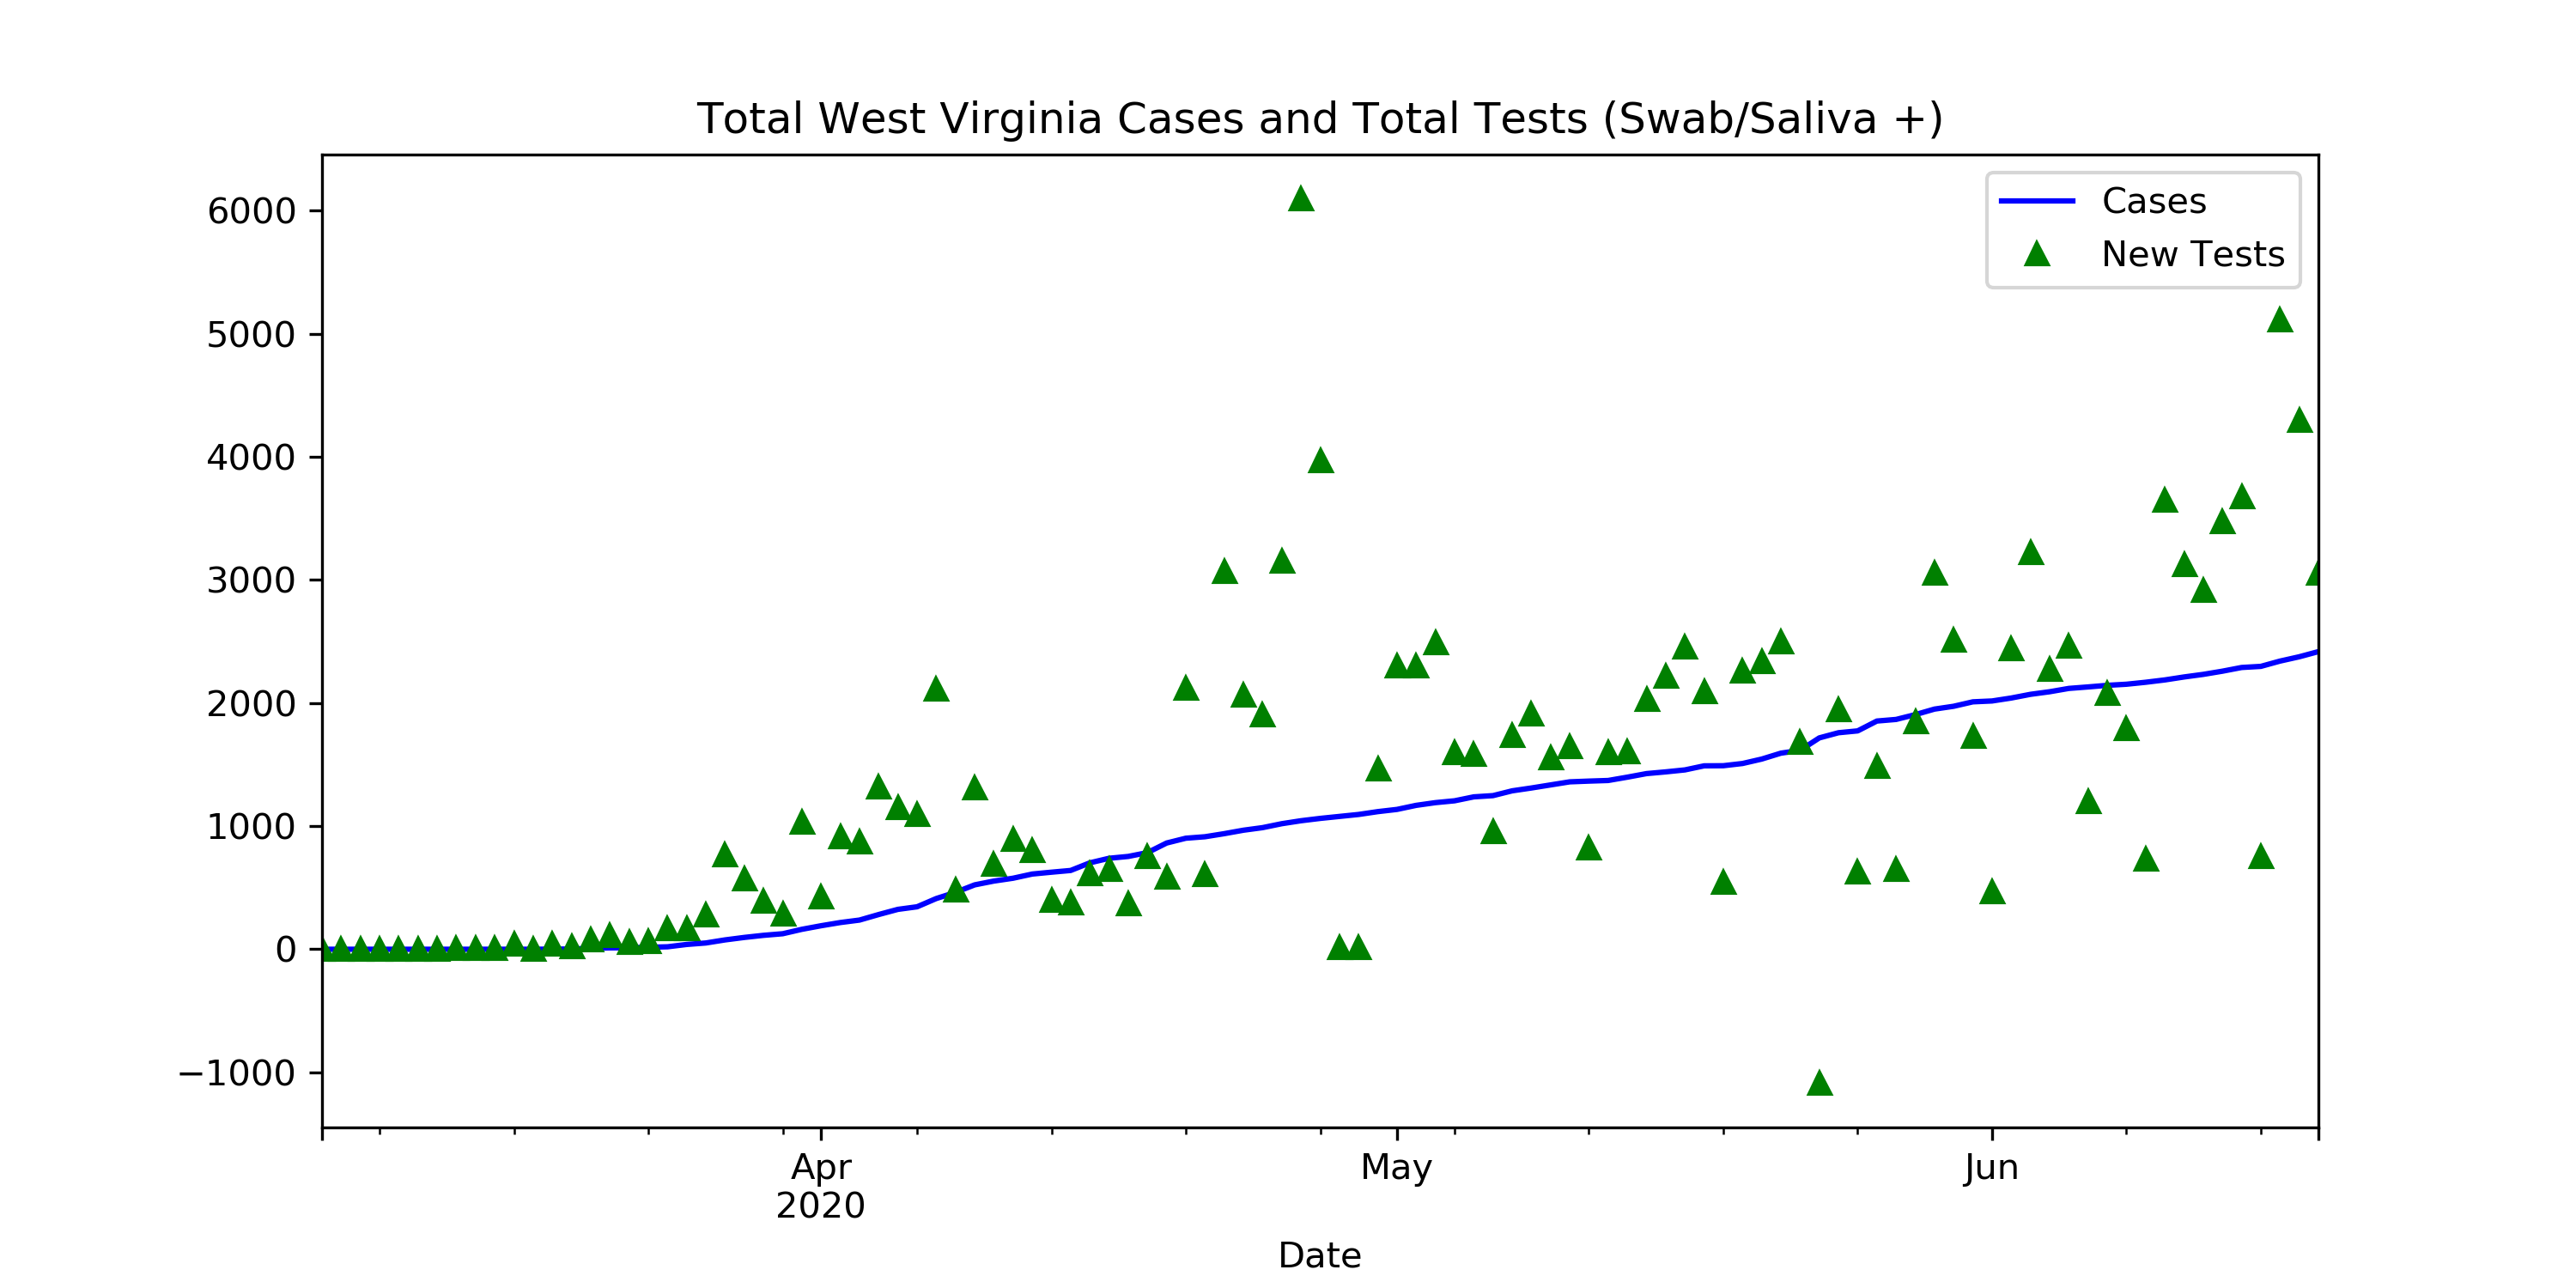 Total West Virginia Cases and Total Tests (Swab/Saliva +)
Cases
New Tests
6000
5000
4000
3000
2000
1000
0
−1000
Apr
2020
May
Jun
Date